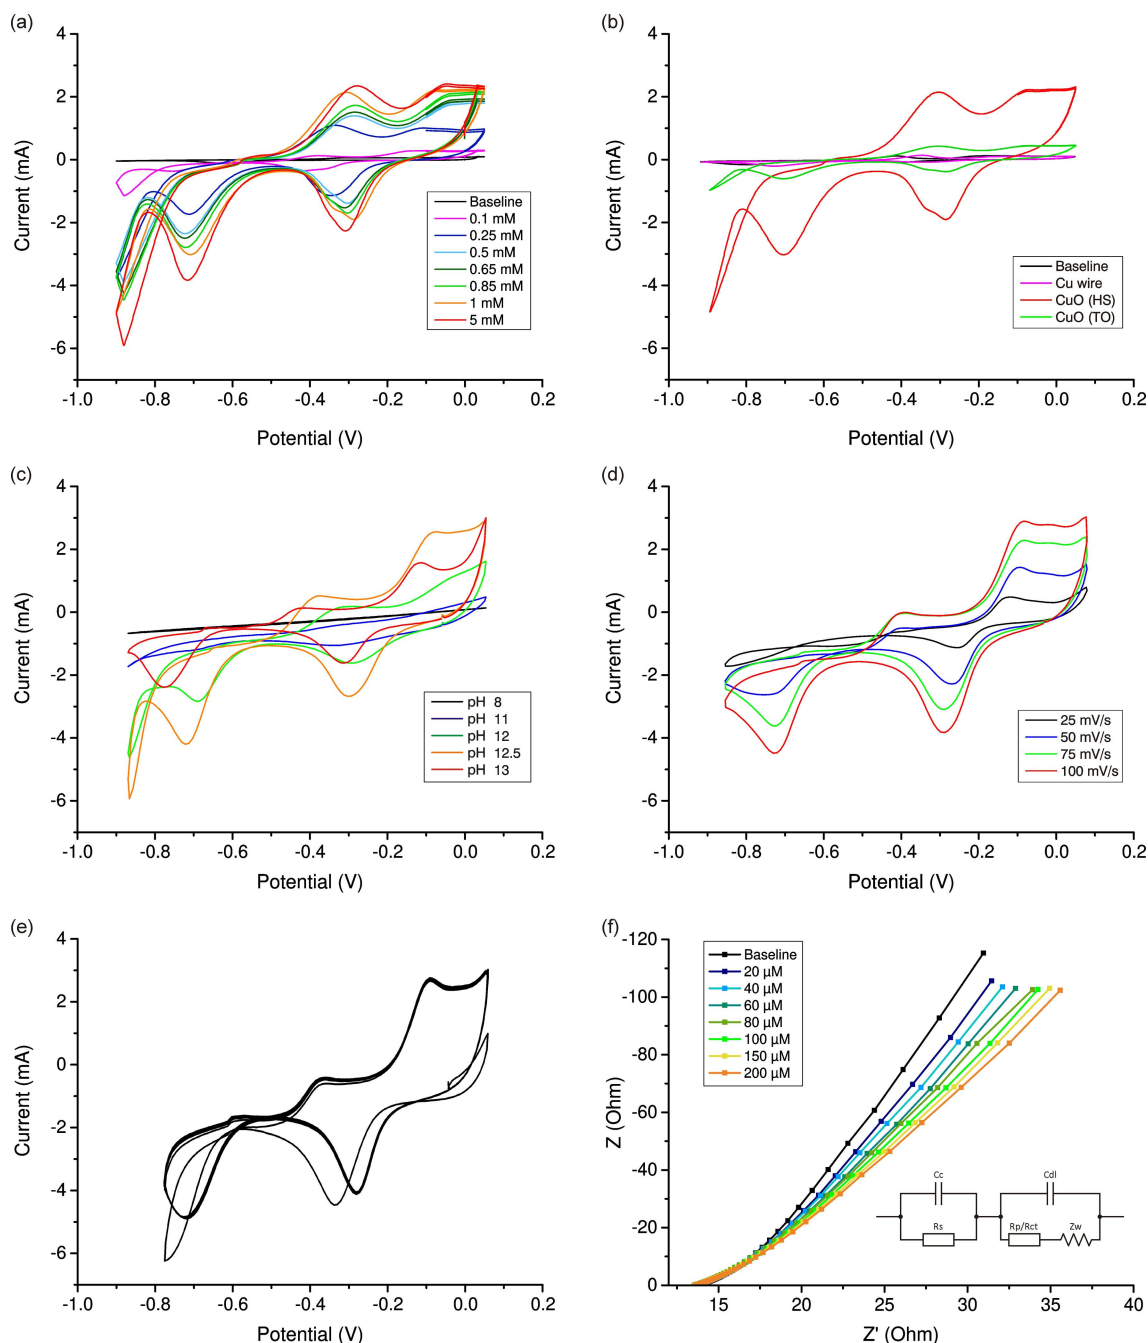 (a)
4
2
0
-2
-4
-6
Current (mA)
-1.0 -0.8 -0.6 -0.4 -0.2 0.0 0.2
Potential (V)
Baseline
0.1 mM
0.25 mM
0.5 mM
0.65 mM
0.85 mM
1 mM
5 mM
(b)
4
2
0
-2
-4
-6
Current (mA)
-1.0 -0.8 -0.6 -0.4 -0.2 0.0 0.2
Potential (V)
Baseline
Cu wire
CuO (HS)
CuO (TO)
(c)
4
2
0
-2
-4
-6
Current (mA)
-1.0 -0.8 -0.6 -0.4 -0.2 0.0 0.2
Potential (V)
pH 8
pH 11
pH 12
pH 12.5
pH 13
(d)
4
2
0
-2
-4
-6
Current (mA)
-1.0 -0.8 -0.6 -0.4 -0.2 0.0 0.2
Potential (V)
25 mV/s
50 mV/s
75 mV/s
100 mV/s
(e)
4
2
0
-2
-4
-6
Current (mA)
-1.0 -0.8 -0.6 -0.4 -0.2 0.0 0.2
Potential (V)
(f)
-120
-100
-80
-60
-40
-20
0
Z (Ohm)
15 20 25 30 35 40
Z' (Ohm)
Baseline
20 µM
40 µM
60 µM
80 µM
100 µM
150 µM
200 µM
Cc
Cdl
Rs
Rp/Rct
Zw